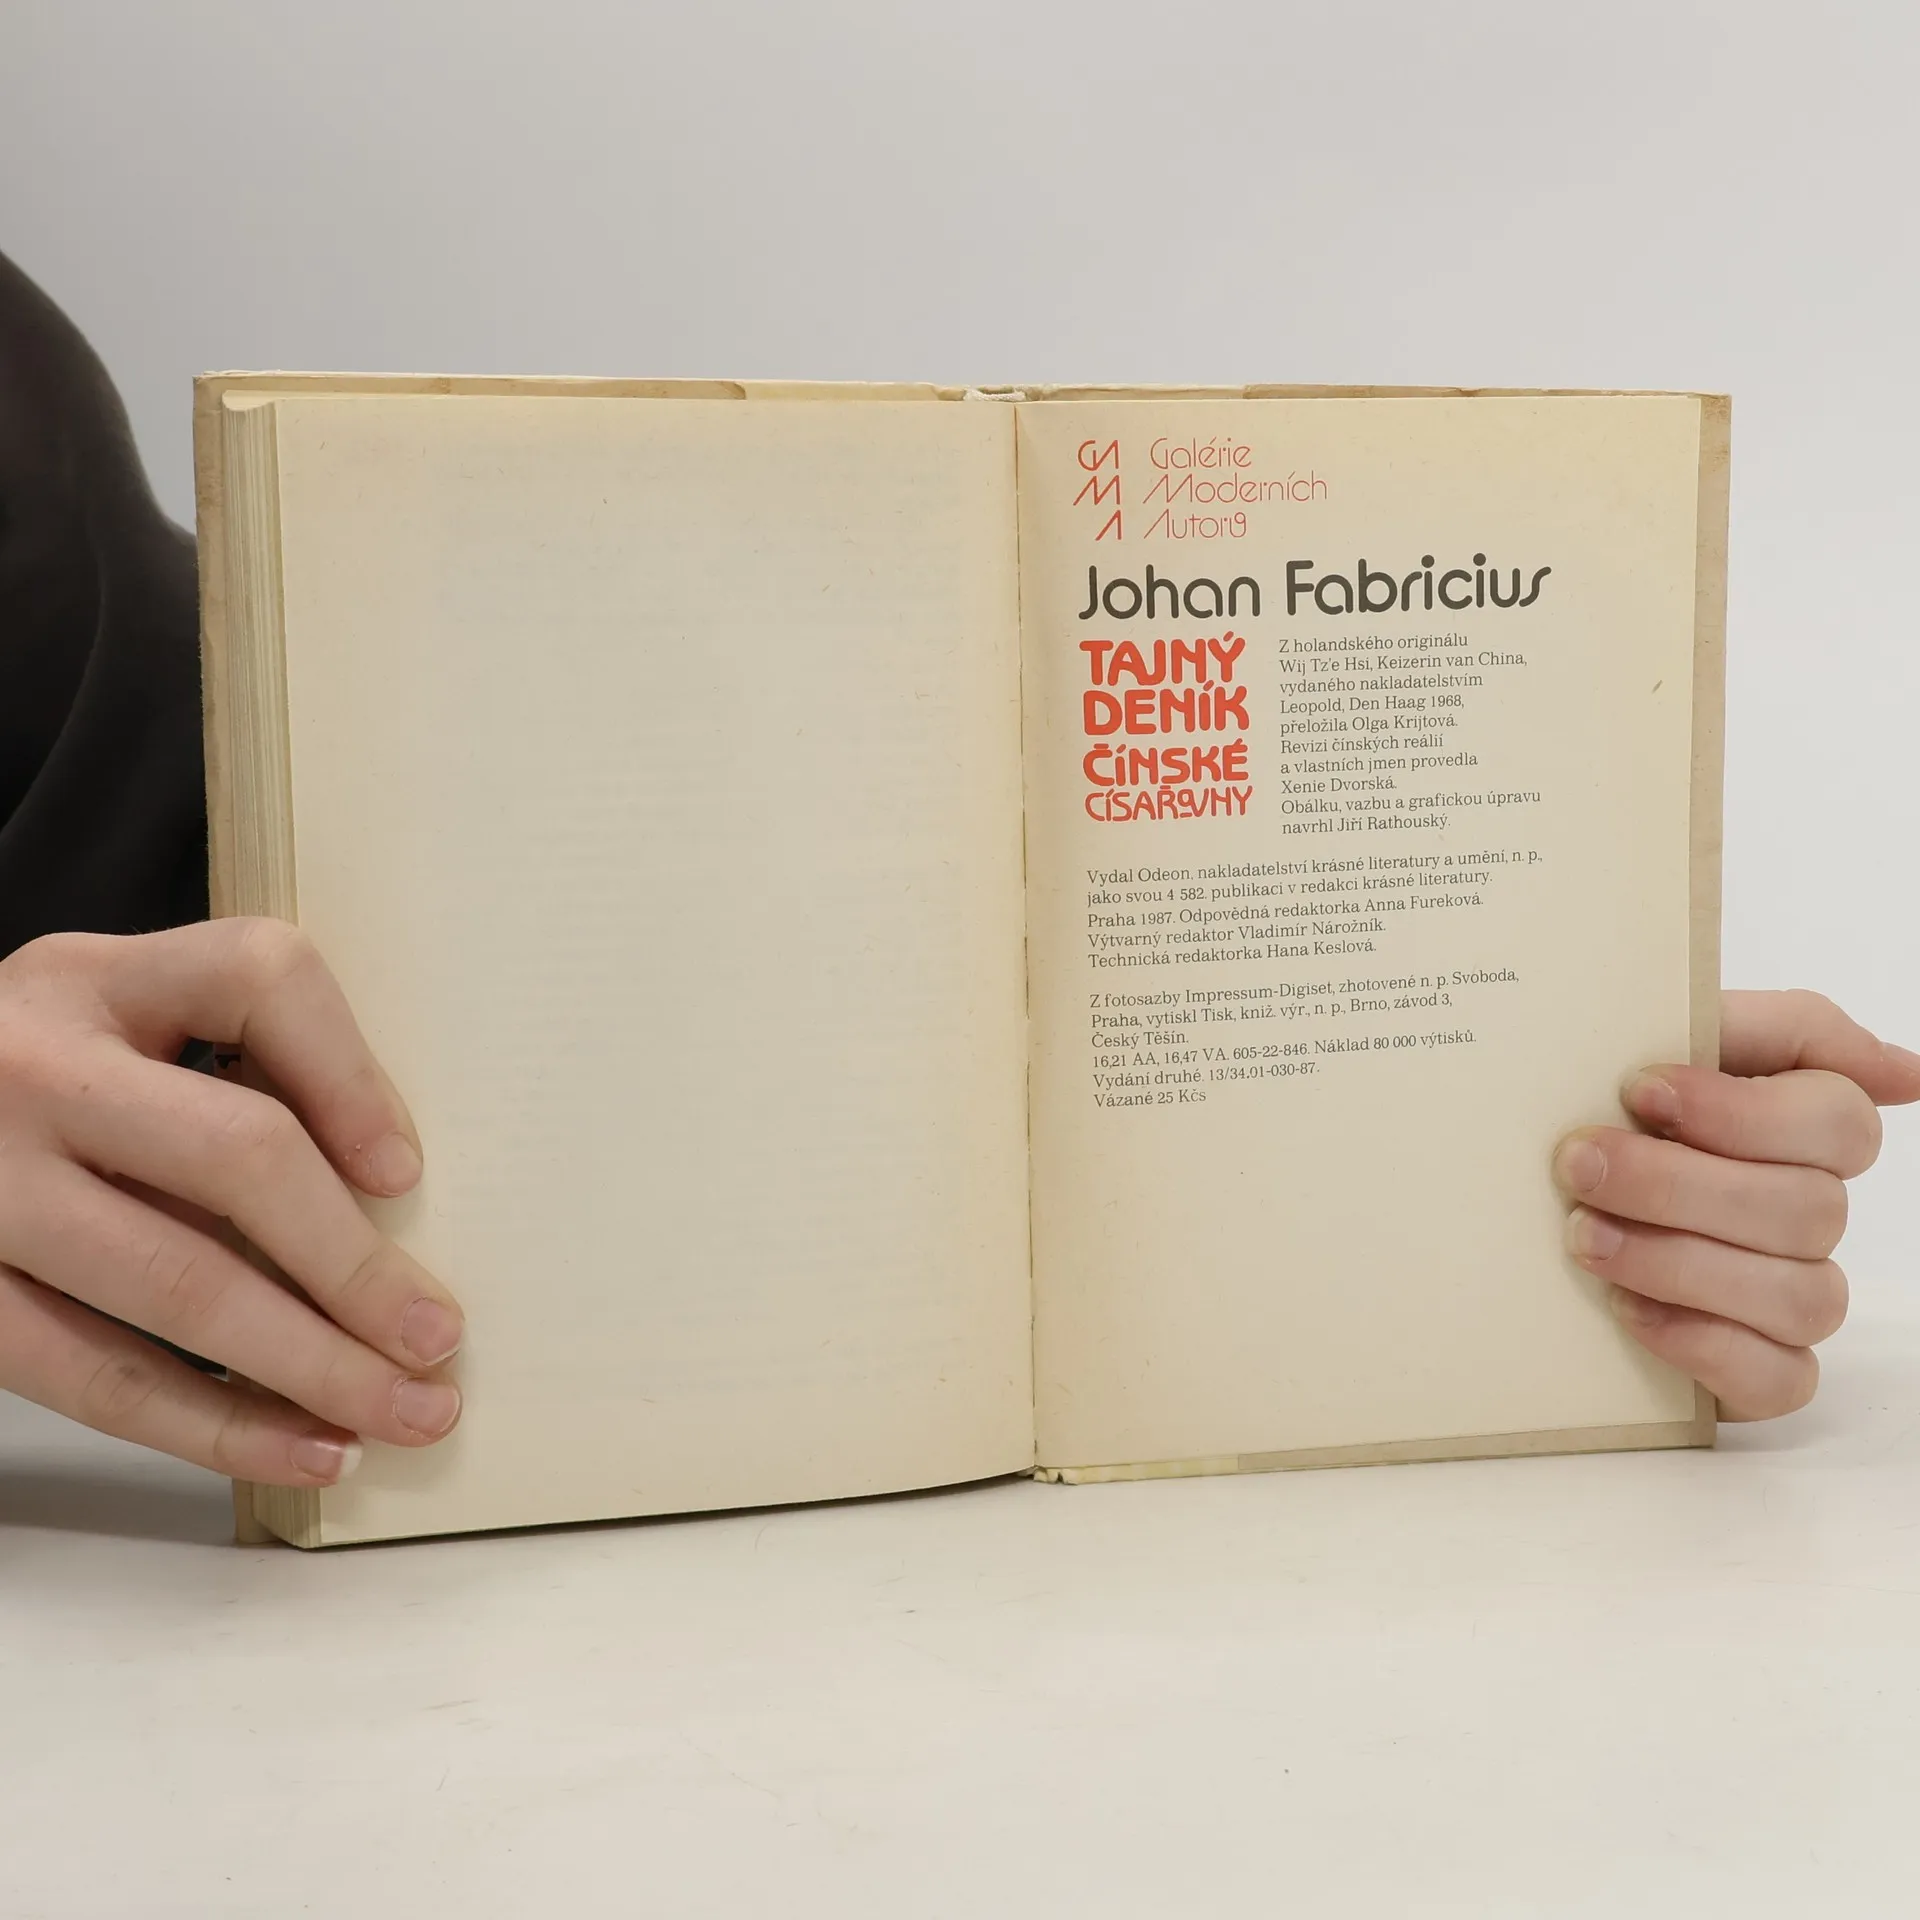 GA Galérie
M Moderních
A Autorů
Johan Fabricius
TAJNÝ
DENÍK
ČÍNSKÉ
CÍSAŘOVNY
Z holandského originálu
Wij Tz'e Hsi, Keizerin van China,
vydaného nakladatelstvím
Leopold, Den Haag 1968,
přeložila Olga Krijtová.
Revizi čínských reálií
a vlastních jmen provedla
Xenie Dvorská.
Obálku, vazbu a grafickou úpravu
navrhl Jiří Rathouský.
Vydal Odeon, nakladatelství krásné literatury a umění, n. p.,
jako svou 4 582. publikaci v redakci krásné literatury.
Praha 1987. Odpovědná redaktorka Anna Fureková.
Výtvarný redaktor Vladimír Nárožník.
Technická redaktorka Hana Keslová.
Z fotosazby Impressum-Digiset, zhotovené n. p. Svoboda,
Praha, vytiskl Tisk, kniž. výr., n. p., Brno, závod 3,
Český Těšín.
16,21 AA, 16,47 VA. 605-22-846. Náklad 80 000 výtisků.
Vydání druhé. 13/34.01-030-87.
Vázané 25 Kčs